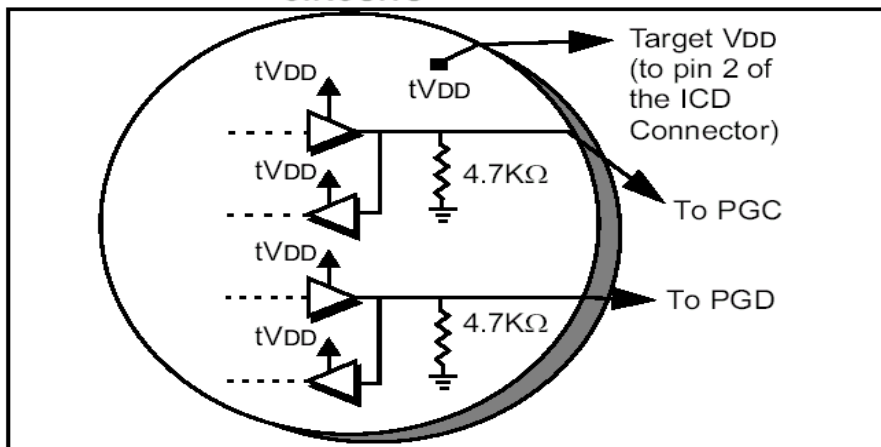 Target VDD
(to pin 2 of
the ICD
Connector)
tVDD
tVDD
tVDD
4.7KΩ
To PGC
tVDD
To PGD
tVDD
4.7KΩ